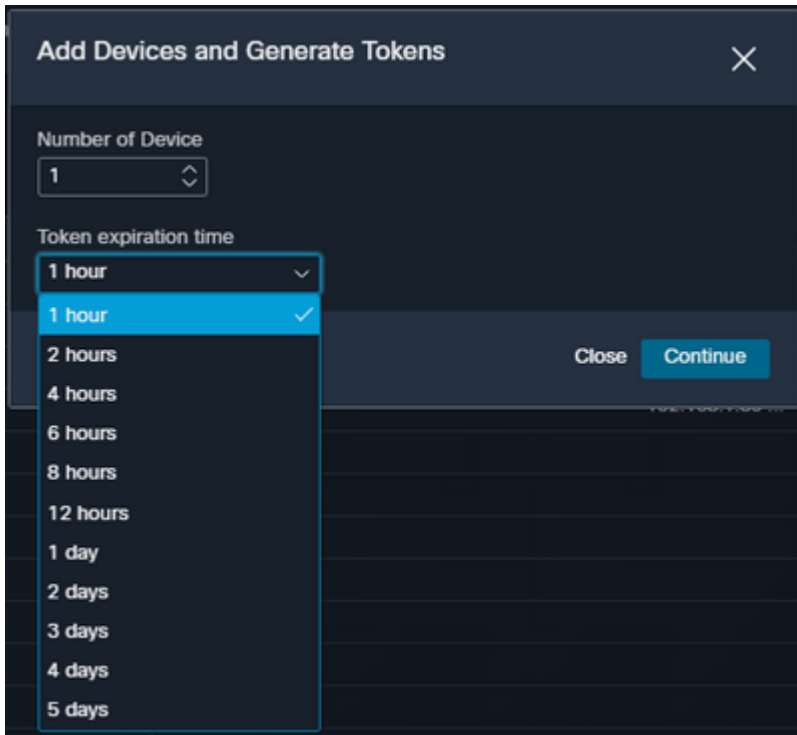 Add Devices and Generate Tokens
Number of Device
1
Token expiration time
1 hour
1 hour
2 hours
4 hours
6 hours
8 hours
12 hours
1 day
2 days
3 days
4 days
5 days
Close
Continue